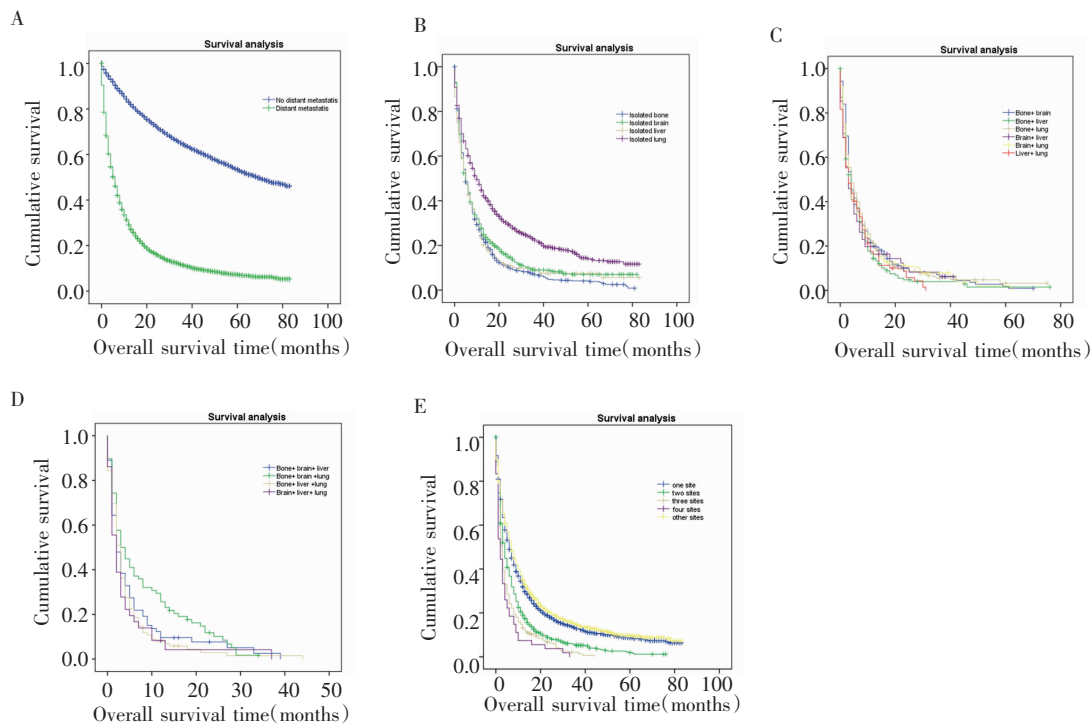 A
Survival analysis
Cumulative survival
1.0
0.8
0.6
0.4
0.2
0.0
No distant metastatis
Distant metastatis
0 20 40 60 80 100
Overall survival time(months)
B
Survival analysis
Cumulative survival
1.0
0.8
0.6
0.4
0.2
0.0
Isolated bone
Isolated brain
Isolated liver
Isolated lung
0 20 40 60 80 100
Overall survival time(months)
C
Survival analysis
Cumulative survival
1.0
0.8
0.6
0.4
0.2
0.0
Bone+ brain
Bone+ liver
Bone+ lung
Brain+ liver
Brain+ lung
Liver+ lung
0 20 40 60 80
Overall survival time(months)
D
Survival analysis
Cumulative survival
1.0
0.8
0.6
0.4
0.2
0.0
Bone+ brain+ liver
Bone+ brain +lung
Bone+ liver +lung
Brain+ liver+ lung
0 10 20 30 40 50
Overall survival time(months)
E
Survival analysis
Cumulative survival
1.0
0.8
0.6
0.4
0.2
0.0
one site
two sites
three sites
four sites
other sites
0 20 40 60 80 100
Overall survival time(months)